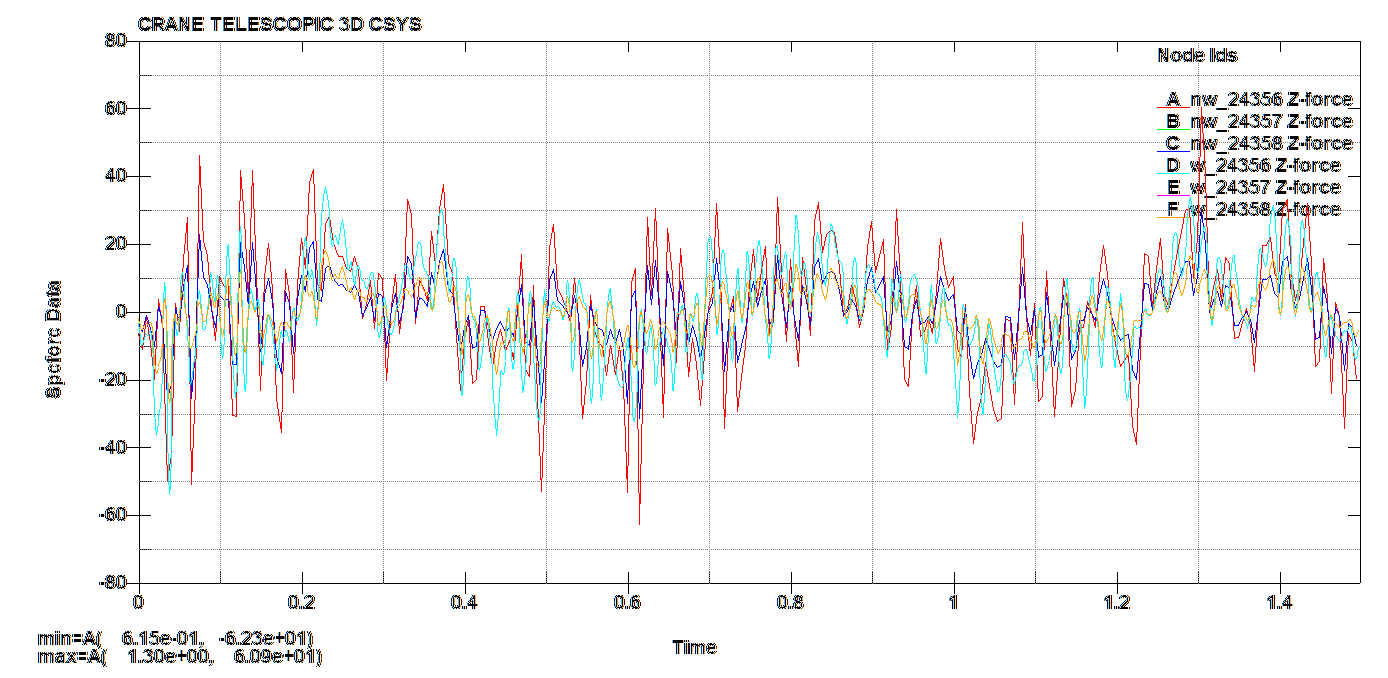 CRANE TELESCOPIC 3D CSYS
Node Ids
A nw_24356 Z-force
B nw_24357 Z-force
C nw_24358 Z-force
D w_24356 Z-force
E w_24357 Z-force
F w_24358 Z-force
80
60
40
20
0
-20
-40
-60
-80
Spcforc Data
0 0.2 0.4 0.6 0.8 1 1.2 1.4
Time
min=A( 6.15e-01, -6.23e+01)
max=A( 1.30e+00, 6.09e+01)